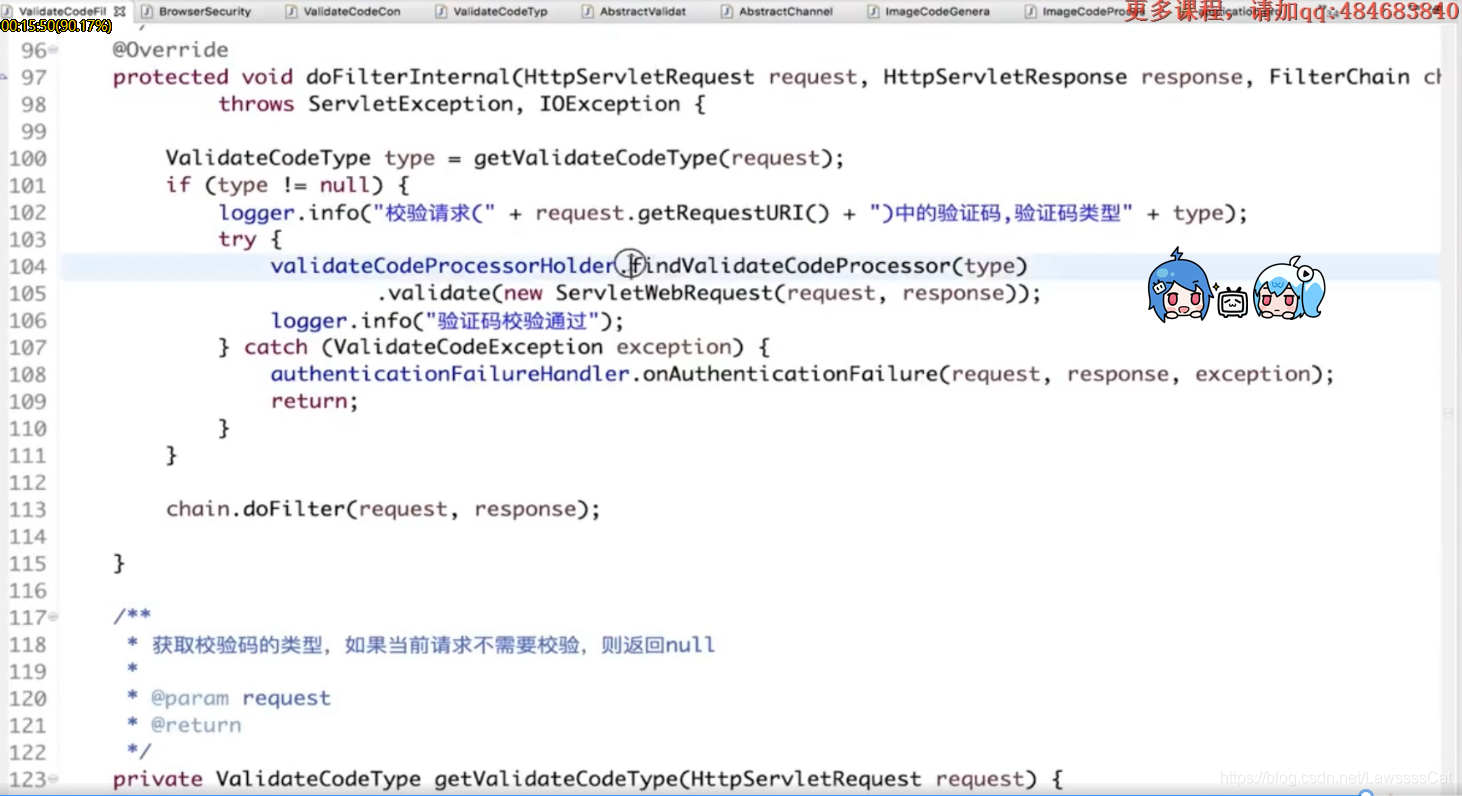 ValidateCodeFil BrowserSecurity ValidateCodeCon ValidateCodeTyp AbstractValidat AbstractChannel ImageCodeGenera ImageCodeProc
更多课程，请加qq:484683840
00:15:50(90.17%)
96 @Override
97 protected void doFilterInternal(HttpServletRequest request, HttpServletResponse response, FilterChain ch
98 throws ServletException, IOException {
99
100 ValidateCodeType type = getValidateCodeType(request);
101 if (type != null) {
102 logger.info("校验请求(" + request.getRequestURI() + ")中的验证码,验证码类型" + type);
103 try {
104 validateCodeProcessorHolder.findValidateCodeProcessor(type)
105 .validate(new ServletWebRequest(request, response));
106 logger.info("验证码校验通过");
107 } catch (ValidateCodeException exception) {
108 authenticationFailureHandler.onAuthenticationFailure(request, response, exception);
109 return;
110 }
111 }
112
113 chain.doFilter(request, response);
114
115 }
116
117 /**
118 * 获取校验码的类型，如果当前请求不需要校验，则返回null
119 *
120 * @param request
121 * @return
122 */
123 private ValidateCodeType getValidateCodeType(HttpServletRequest request) {
https://blog.csdn.net/LawssssCat